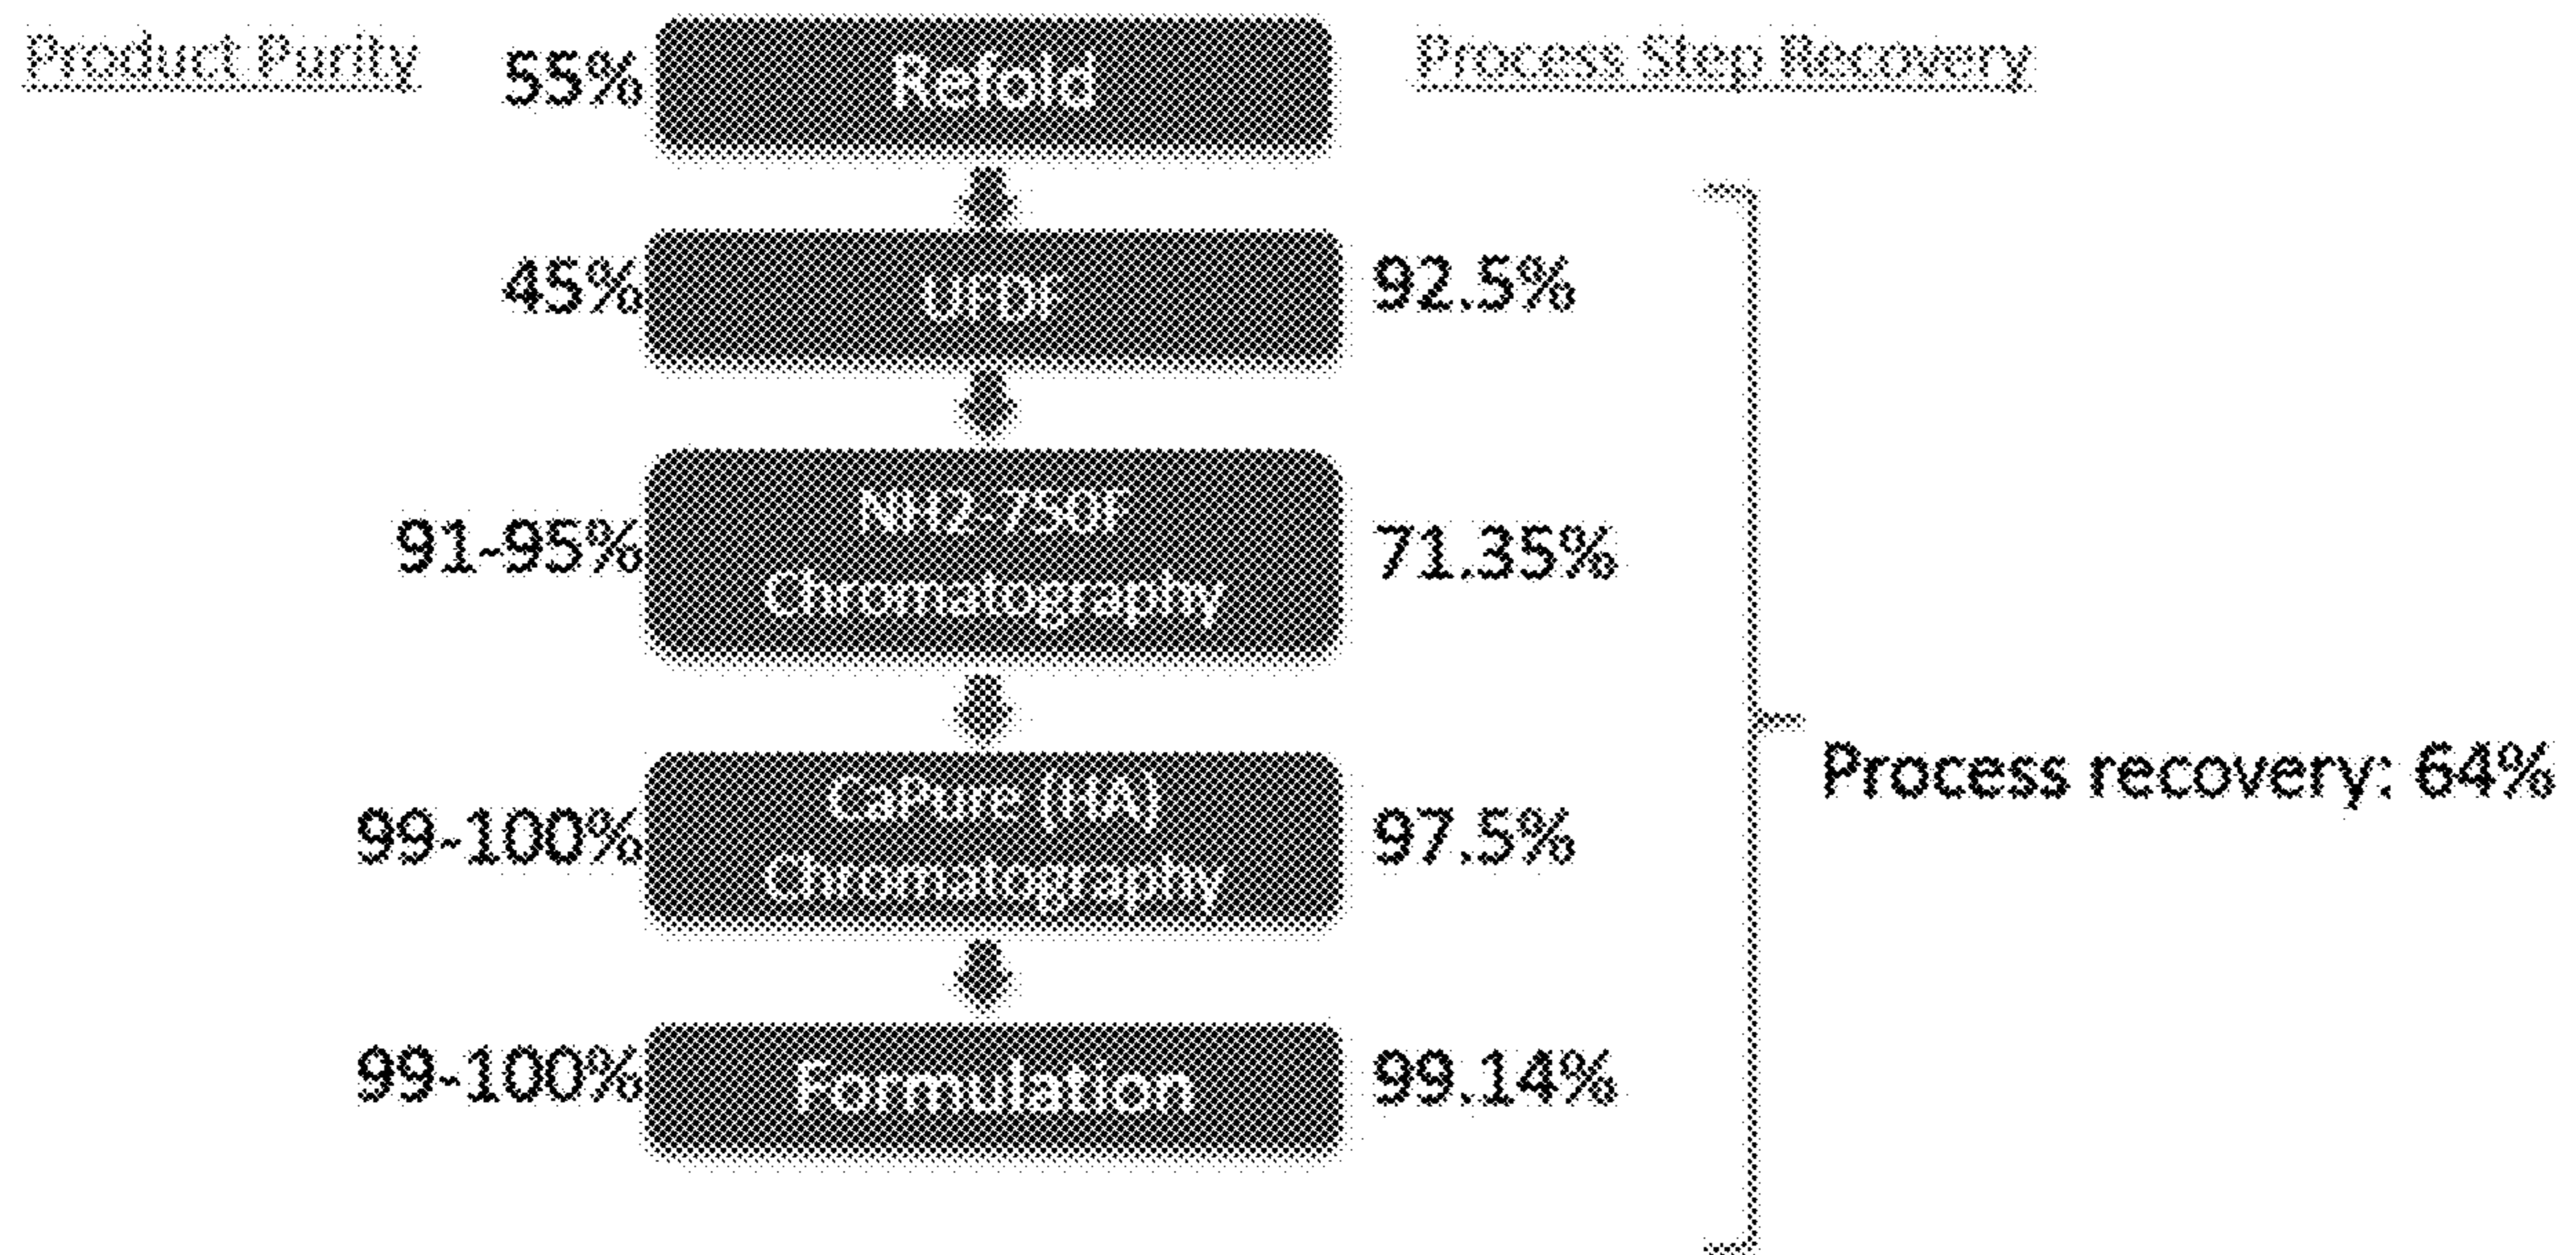 Product Purity
Process Step Recovery
55%
Refold
45%
UFDF
92.5%
91-95%
NH2-750F
Chromatography
71.35%
99-100%
CaPure (HA)
Chromatography
97.5%
Process recovery: 64%
99-100%
Formulation
99.14%